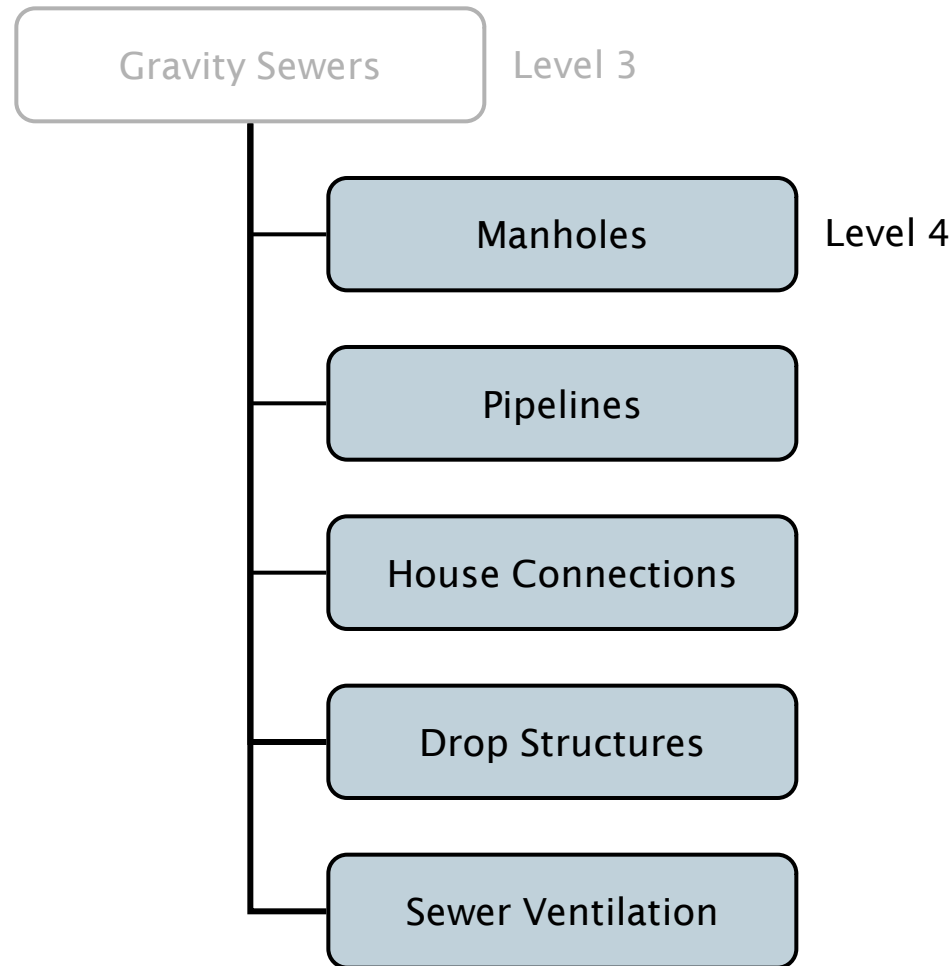 Gravity Sewers
Level 3
Manholes
Level 4
Pipelines
House Connections
Drop Structures
Sewer Ventilation